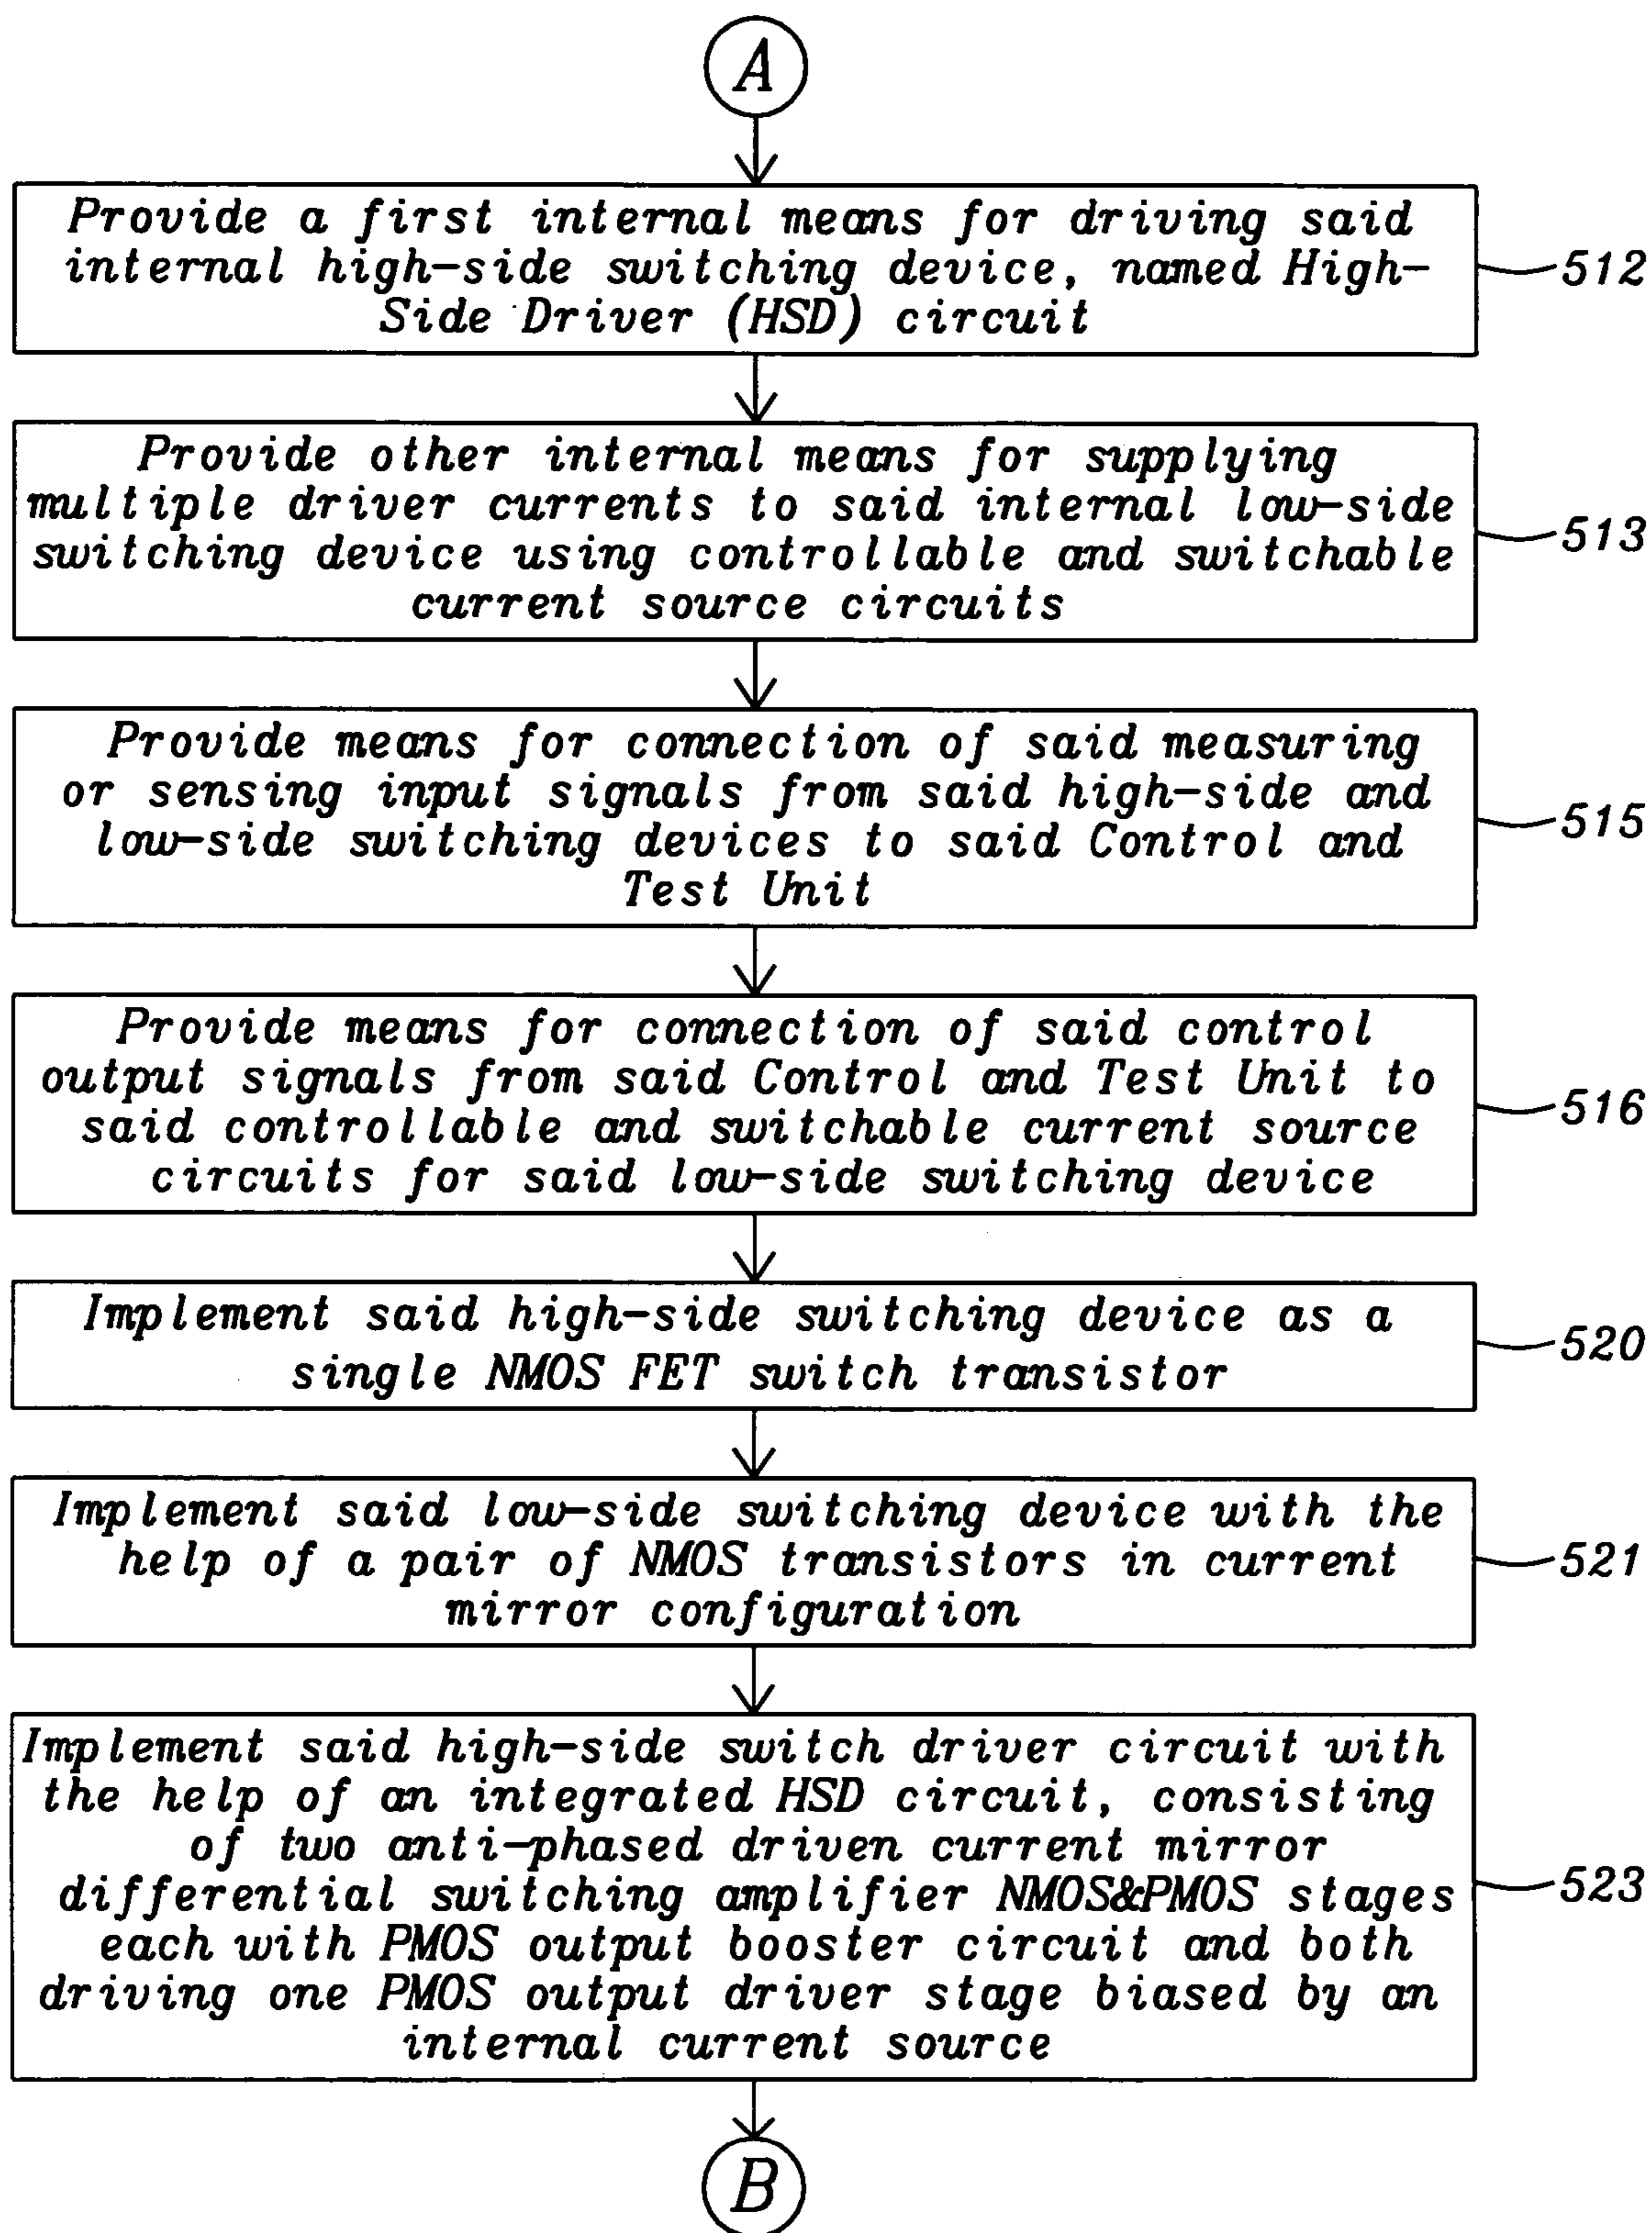 A
Provide a first internal means for driving said
internal high-side switching device, named High-
Side Driver (HSD) circuit
512
Provide other internal means for supplying
multiple driver currents to said internal low-side
switching device using controllable and switchable
current source circuits
513
Provide means for connection of said measuring
or sensing input signals from said high-side and
low-side switching devices to said Control and
Test Unit
515
Provide means for connection of said control
output signals from said Control and Test Unit to
said controllable and switchable current source
circuits for said low-side switching device
516
Implement said high-side switching device as a
single NMOS FET switch transistor
520
Implement said low-side switching device with the
help of a pair of NMOS transistors in current
mirror configuration
521
Implement said high-side switch driver circuit with
the help of an integrated HSD circuit, consisting
of two anti-phased driven current mirror
differential switching amplifier NMOS&PMOS stages
each with PMOS output booster circuit and both
driving one PMOS output driver stage biased by an
internal current source
523
B